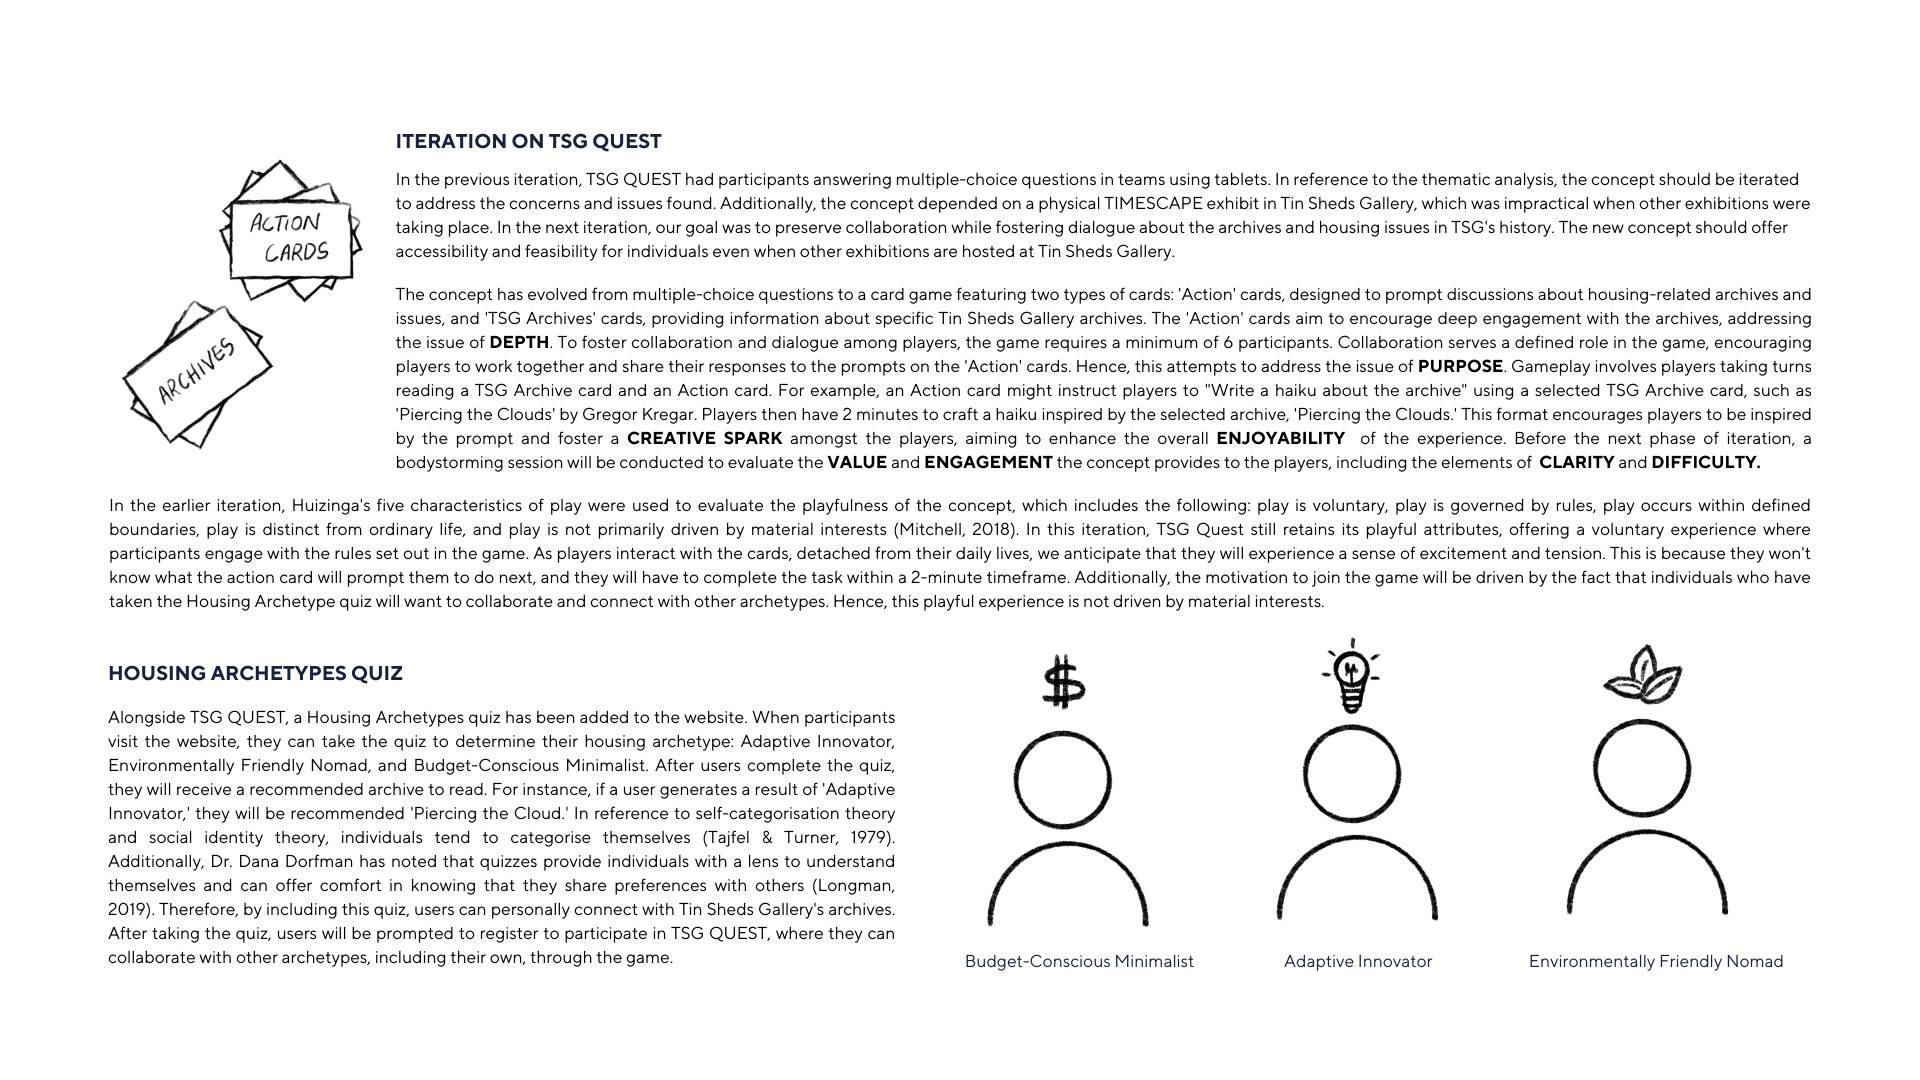 ITERATION ON TSG QUEST
In the previous iteration, TSG QUEST had participants answering multiple-choice questions in teams using tablets. In reference to the thematic analysis, the concept should be iterated
to address the concerns and issues found. Additionally, the concept depended on a physical TIMESCAPE exhibit in Tin Sheds Gallery, which was impractical when other exhibitions were
taking place. In the next iteration, our goal was to preserve collaboration while fostering dialogue about the archives and housing issues in TSG's history. The new concept should offer
accessibility and feasibility for individuals even when other exhibitions are hosted at Tin Sheds Gallery.
ACTION
CARDS
ARCHIVES
The concept has evolved from multiple-choice questions to a card game featuring two types of cards: 'Action' cards, designed to prompt discussions about housing-related archives and
issues, and 'TSG Archives' cards, providing information about specific Tin Sheds Gallery archives. The 'Action' cards aim to encourage deep engagement with the archives, addressing
the issue of DEPTH. To foster collaboration and dialogue among players, the game requires a minimum of 6 participants. Collaboration serves a defined role in the game, encouraging
players to work together and share their responses to the prompts on the 'Action' cards. Hence, this attempts to address the issue of PURPOSE. Gameplay involves players taking turns
reading a TSG Archive card and an Action card. For example, an Action card might instruct players to "Write a haiku about the archive" using a selected TSG Archive card, such as
'Piercing the Clouds' by Gregor Kregar. Players then have 2 minutes to craft a haiku inspired by the selected archive, 'Piercing the Clouds.' This format encourages players to be inspired
by the prompt and foster a CREATIVE SPARK amongst the players, aiming to enhance the overall ENJOYABILITY of the experience. Before the next phase of iteration, a
bodystorming session will be conducted to evaluate the VALUE and ENGAGEMENT the concept provides to the players, including the elements of CLARITY and DIFFICULTY.
In the earlier iteration, Huizinga's five characteristics of play were used to evaluate the playfulness of the concept, which includes the following: play is voluntary, play is governed by rules, play occurs within defined
boundaries, play is distinct from ordinary life, and play is not primarily driven by material interests (Mitchell, 2018). In this iteration, TSG Quest still retains its playful attributes, offering a voluntary experience where
participants engage with the rules set out in the game. As players interact with the cards, detached from their daily lives, we anticipate that they will experience a sense of excitement and tension. This is because they won't
know what the action card will prompt them to do next, and they will have to complete the task within a 2-minute timeframe. Additionally, the motivation to join the game will be driven by the fact that individuals who have
taken the Housing Archetype quiz will want to collaborate and connect with other archetypes. Hence, this playful experience is not driven by material interests.
HOUSING ARCHETYPES QUIZ
Alongside TSG QUEST, a Housing Archetypes quiz has been added to the website. When participants
visit the website, they can take the quiz to determine their housing archetype: Adaptive Innovator,
Environmentally Friendly Nomad, and Budget-Conscious Minimalist. After users complete the quiz,
they will receive a recommended archive to read. For instance, if a user generates a result of 'Adaptive
Innovator,' they will be recommended 'Piercing the Cloud.' In reference to self-categorisation theory
and social identity theory, individuals tend to categorise themselves (Tajfel & Turner, 1979).
Additionally, Dr. Dana Dorfman has noted that quizzes provide individuals with a lens to understand
themselves and can offer comfort in knowing that they share preferences with others (Longman,
2019). Therefore, by including this quiz, users can personally connect with Tin Sheds Gallery's archives.
After taking the quiz, users will be prompted to register to participate in TSG QUEST, where they can
collaborate with other archetypes, including their own, through the game.
$
Budget-Conscious Minimalist
Adaptive Innovator
Environmentally Friendly Nomad